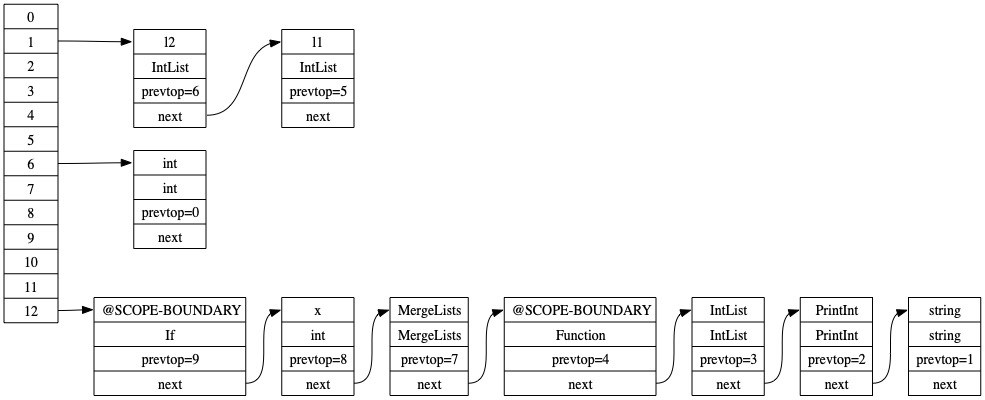 0
1
2
3
4
5
6
7
8
9
10
11
12
l2
IntList
prevtop=6
next
l1
IntList
prevtop=5
next
int
int
prevtop=0
next
@SCOPE-BOUNDARY
If
prevtop=9
next
x
int
prevtop=8
next
MergeLists
MergeLists
prevtop=7
next
@SCOPE-BOUNDARY
Function
prevtop=4
next
IntList
IntList
prevtop=3
next
PrintInt
PrintInt
prevtop=2
next
string
string
prevtop=1
next